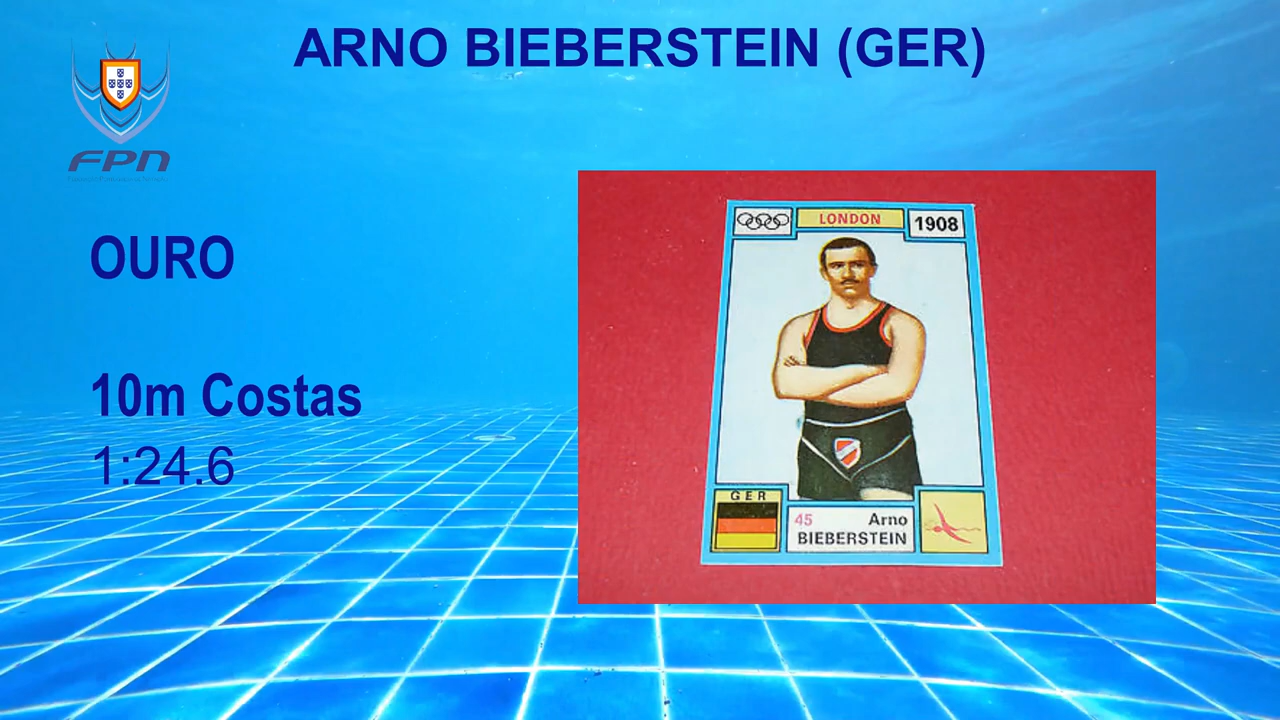 ARNO BIEBERSTEIN (GER)
FPN
OURO
10m Costas
1:24.6
LONDON
1908
GER
45 Arno
BIEBERSTEIN